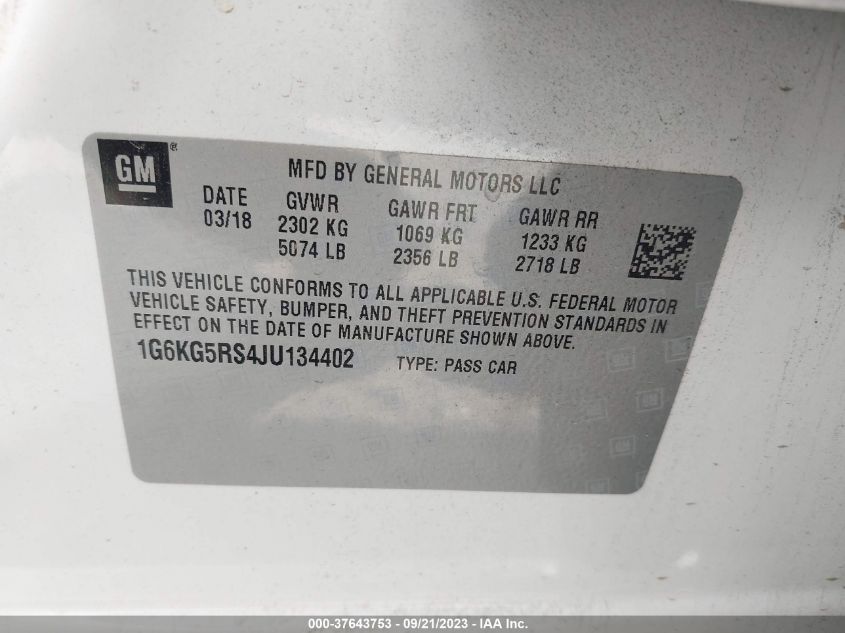 GM ®
MFD BY GENERAL MOTORS LLC
DATE GVWR GAWR FRT GAWR RR
03/18 2302 KG 1069 KG 1233 KG
5074 LB 2356 LB 2718 LB
THIS VEHICLE CONFORMS TO ALL APPLICABLE U.S. FEDERAL MOTOR
VEHICLE SAFETY, BUMPER, AND THEFT PREVENTION STANDARDS IN
EFFECT ON THE DATE OF MANUFACTURE SHOWN ABOVE.
1G6KG5RS4JU134402 TYPE: PASS CAR
000-37643753 - 09/21/2023 - IAA Inc.